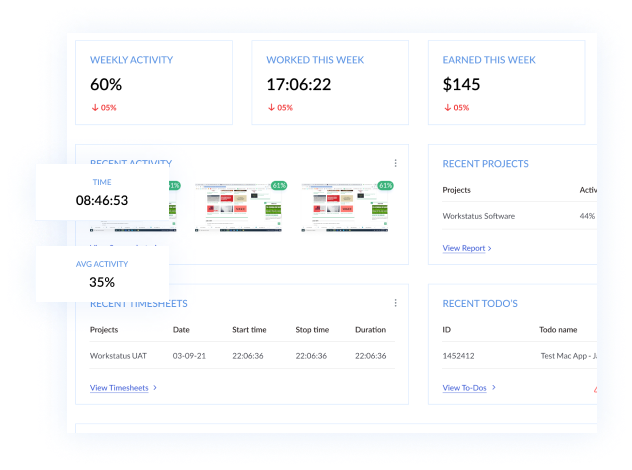 WEEKLY ACTIVITY
60%
↓ 05%
WORKED THIS WEEK
17:06:22
↓ 05%
EARNED THIS WEEK
$145
↓ 05%
RECENT ACTIVITY
61%
61%
61%
TIME
08:46:53
AVG ACTIVITY
35%
RECENT PROJECTS
Projects Activ
Workstatus Software 44%
View Report >
RECENT TIMESHEETS
Projects Date Start time Stop time Duration
Workstatus UAT 03-09-21 22:06:36 22:06:36 22:06:36
View Timesheets >
RECENT TODO'S
ID Todo name
1452412 Test Mac App - Ja
View To-Dos >